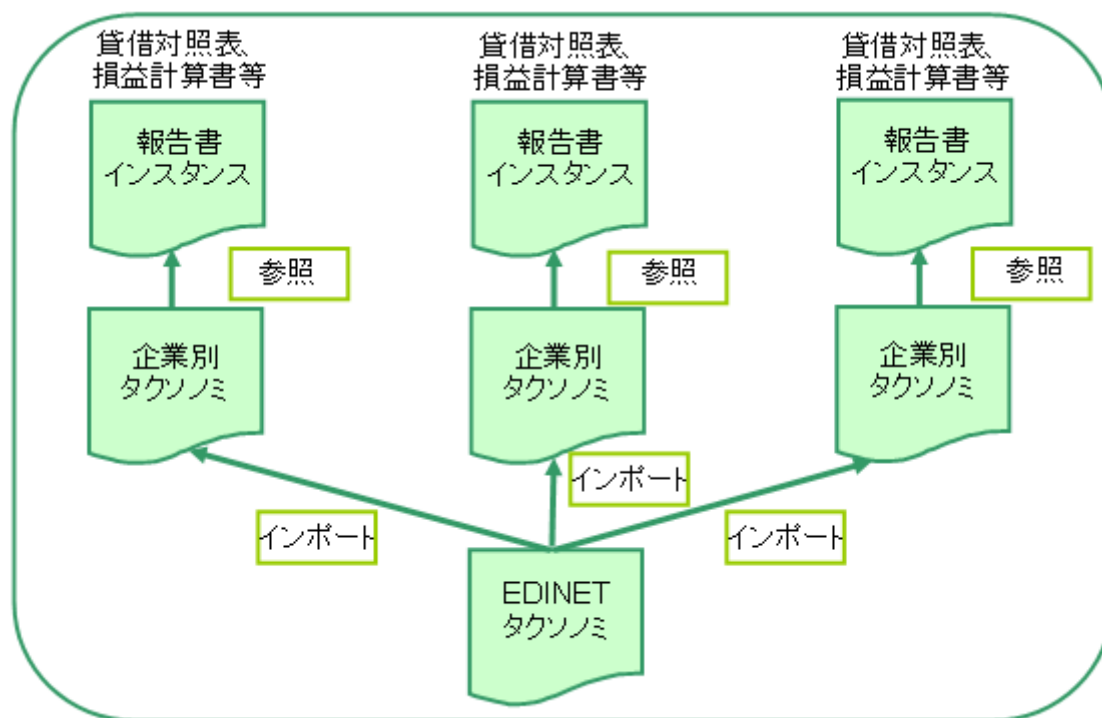 貸借対照表、
損益計算書等
貸借対照表、
損益計算書等
貸借対照表、
損益計算書等
報告書
インスタンス
報告書
インスタンス
報告書
インスタンス
参照
参照
参照
企業別
タクソノミ
企業別
タクソノミ
企業別
タクソノミ
インポート
インポート
インポート
EDINET
タクソノミ